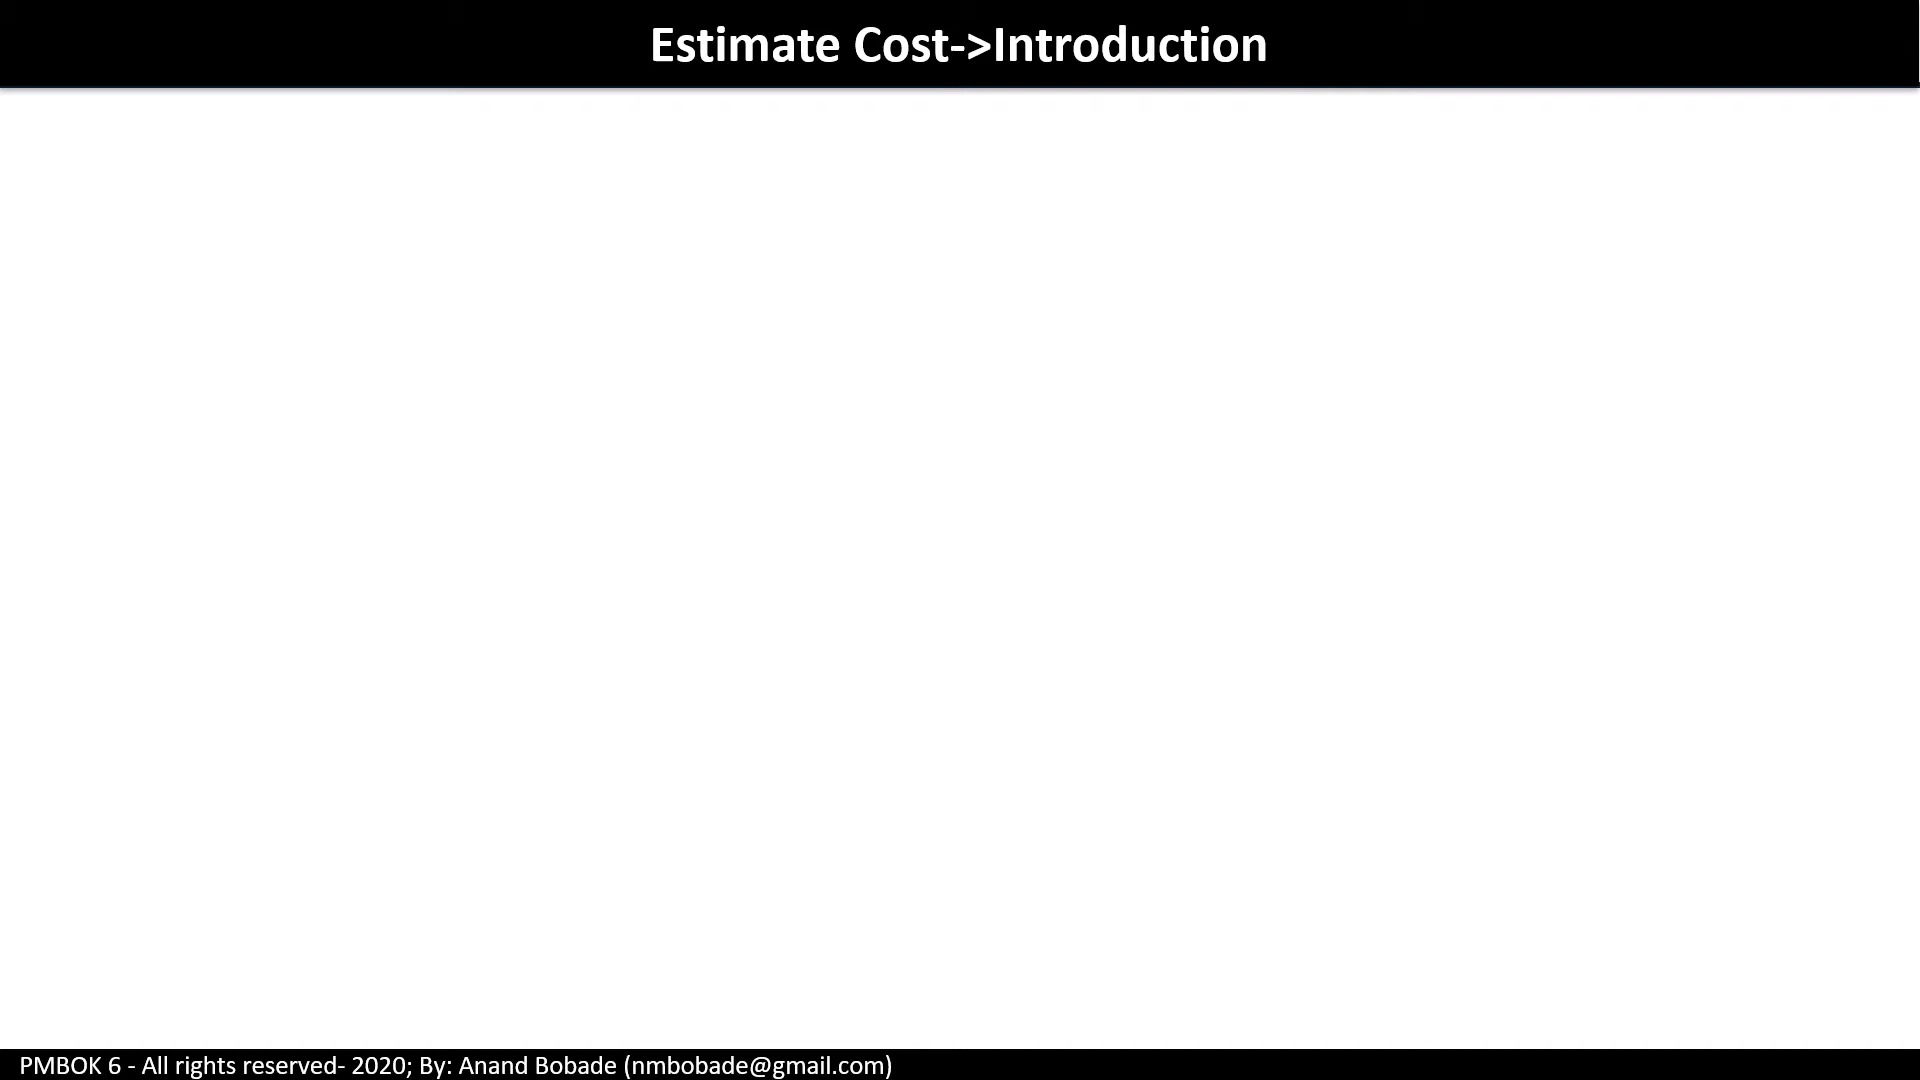 Estimate Cost->Introduction
PMBOK 6 - All rights reserved- 2020; By: Anand Bobade (nmbobade@gmail.com)